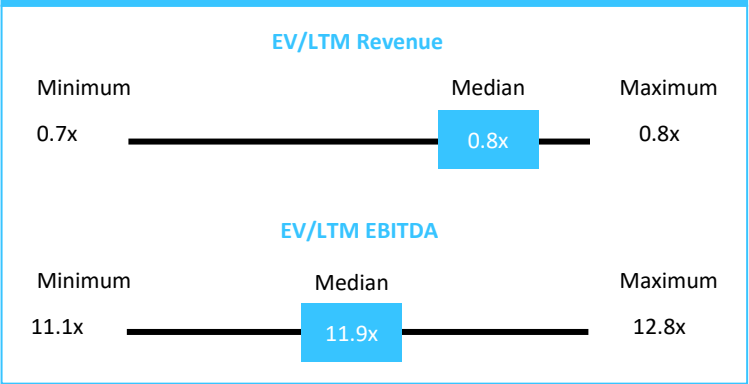 EV/LTM Revenue
Minimum Median Maximum
0.7x 0.8x 0.8x
EV/LTM EBITDA
Minimum Median Maximum
11.1x 11.9x 12.8x